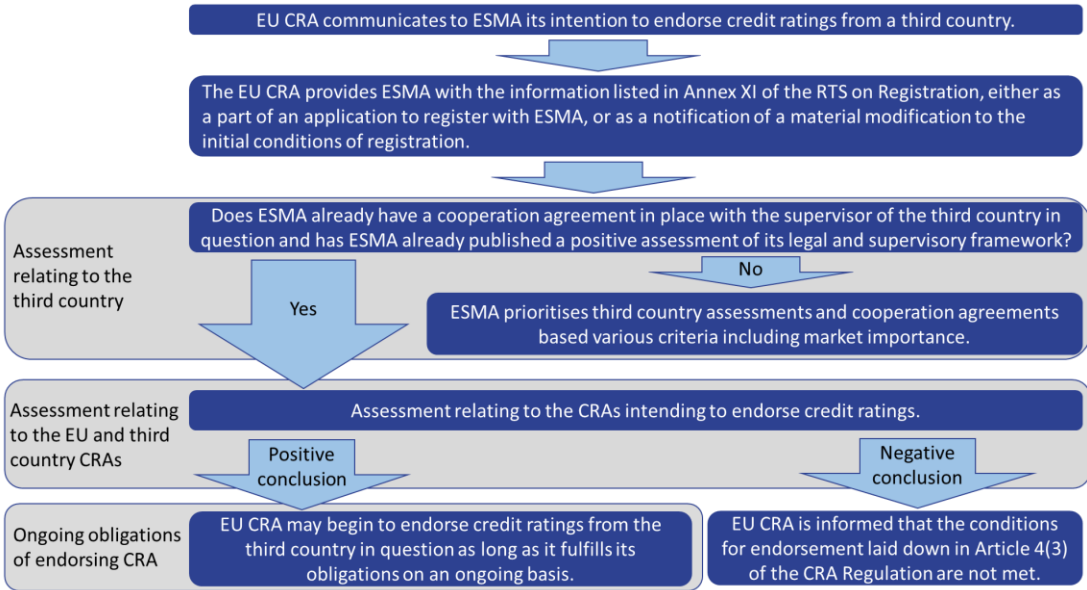 EU CRA communicates to ESMA its intention to endorse credit ratings from a third country.
The EU CRA provides ESMA with the information listed in Annex XI of the RTS on Registration, either as
a part of an application to register with ESMA, or as a notification of a material modification to the
initial conditions of registration.
Assessment
relating to the
third country
Does ESMA already have a cooperation agreement in place with the supervisor of the third country in
question and has ESMA already published a positive assessment of its legal and supervisory framework?
Yes
No
ESMA prioritises third country assessments and cooperation agreements
based various criteria including market importance.
Assessment relating
to the EU and third
country CRAs
Assessment relating to the CRAs intending to endorse credit ratings.
Positive
conclusion
Negative
conclusion
Ongoing obligations
of endorsing CRA
EU CRA may begin to endorse credit ratings from the
third country in question as long as it fulfills its
obligations on an ongoing basis.
EU CRA is informed that the conditions
for endorsement laid down in Article 4(3)
of the CRA Regulation are not met.